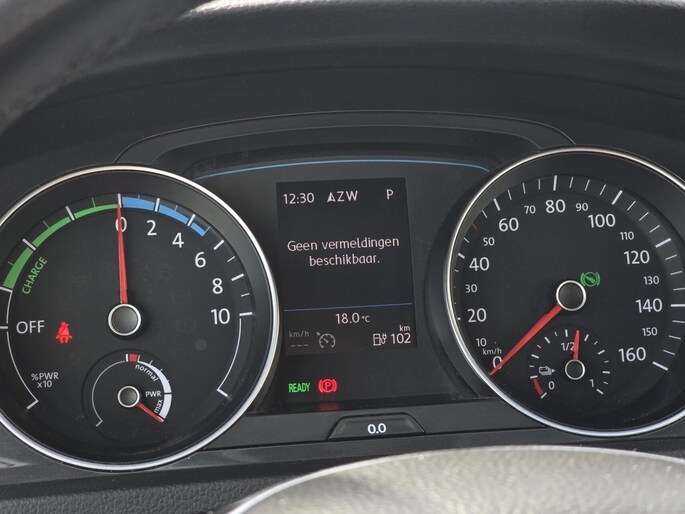 12:30 ZW P
Geen vermeldingen
beschikbaar.
18.0°C
km/h
---
km
102
READY
P
0.0
OFF
CHARGE
0
2
4
6
8
10
%PWR
x10
normal
PWR
max
0
10
20
30
40
50
60
70
80
90
100
110
120
130
140
150
160
km/h
0
1/2
1